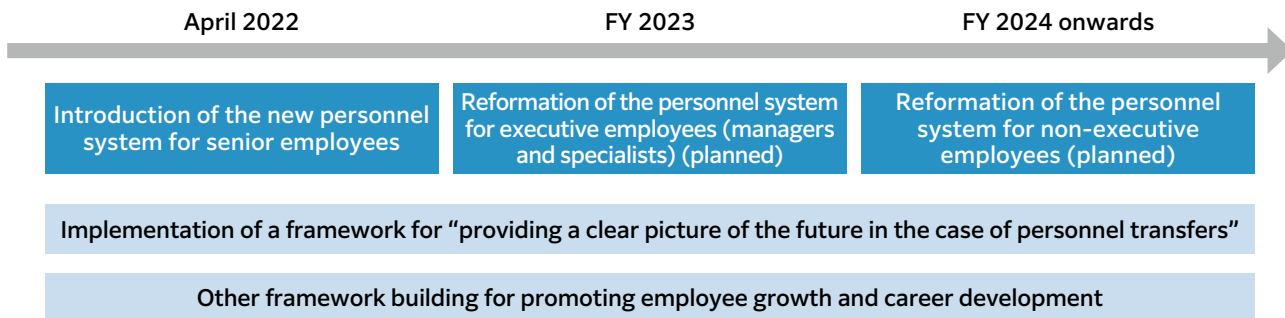 April 2022
FY 2023
FY 2024 onwards
Introduction of the new personnel
system for senior employees
Reformation of the personnel system
for executive employees (managers
and specialists) (planned)
Reformation of the personnel
system for non-executive
employees (planned)
Implementation of a framework for “providing a clear picture of the future in the case of personnel transfers”
Other framework building for promoting employee growth and career development